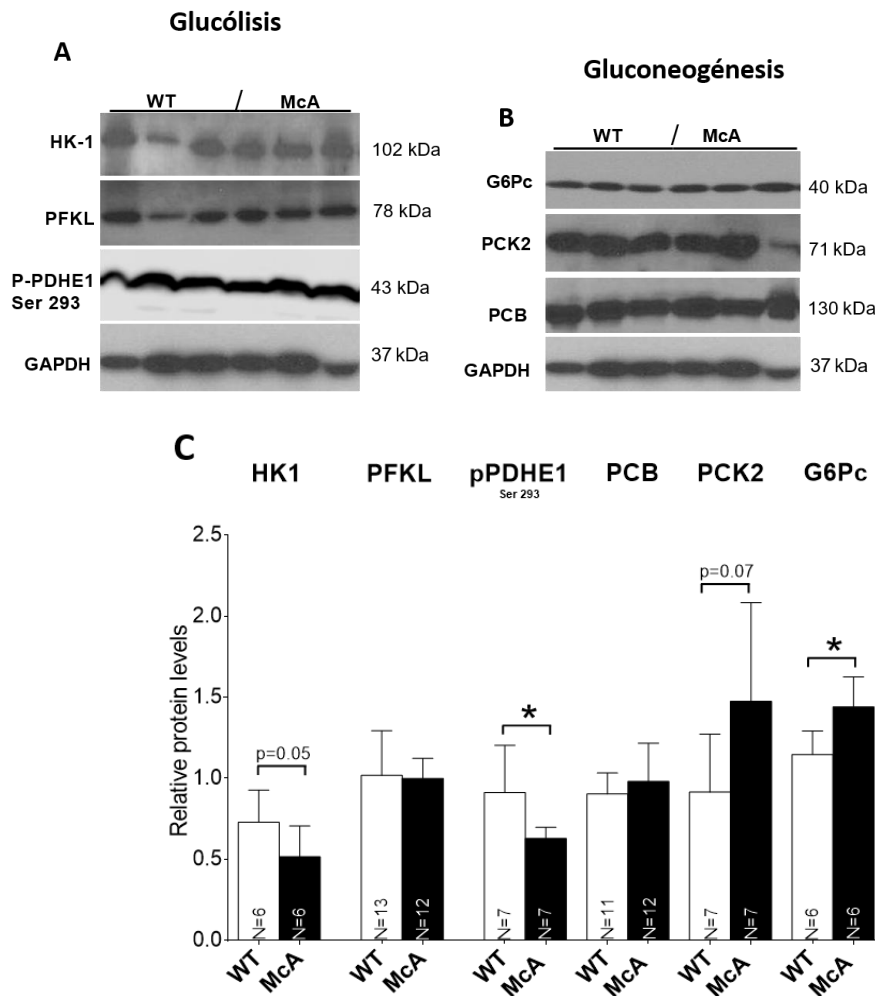 Glucólisis
A
WT / McA
HK-1 102 kDa
PFKL 78 kDa
P-PDHE1 43 kDa
Ser 293
GAPDH 37 kDa
Gluconeogénesis
B
WT / McA
G6Pc 40 kDa
PCK2 71 kDa
PCB 130 kDa
GAPDH 37 kDa
C
HK1 PFKL pPDHE1 PCB PCK2 G6Pc
Ser 293
Relative protein levels
2.5
2.0
1.5
1.0
0.5
0.0
p=0.05
*
p=0.07
*
N=6 N=6 N=13 N=12 N=7 N=7 N=11 N=12 N=7 N=7 N=6 N=6
WT McA WT McA WT McA WT McA WT McA WT McA